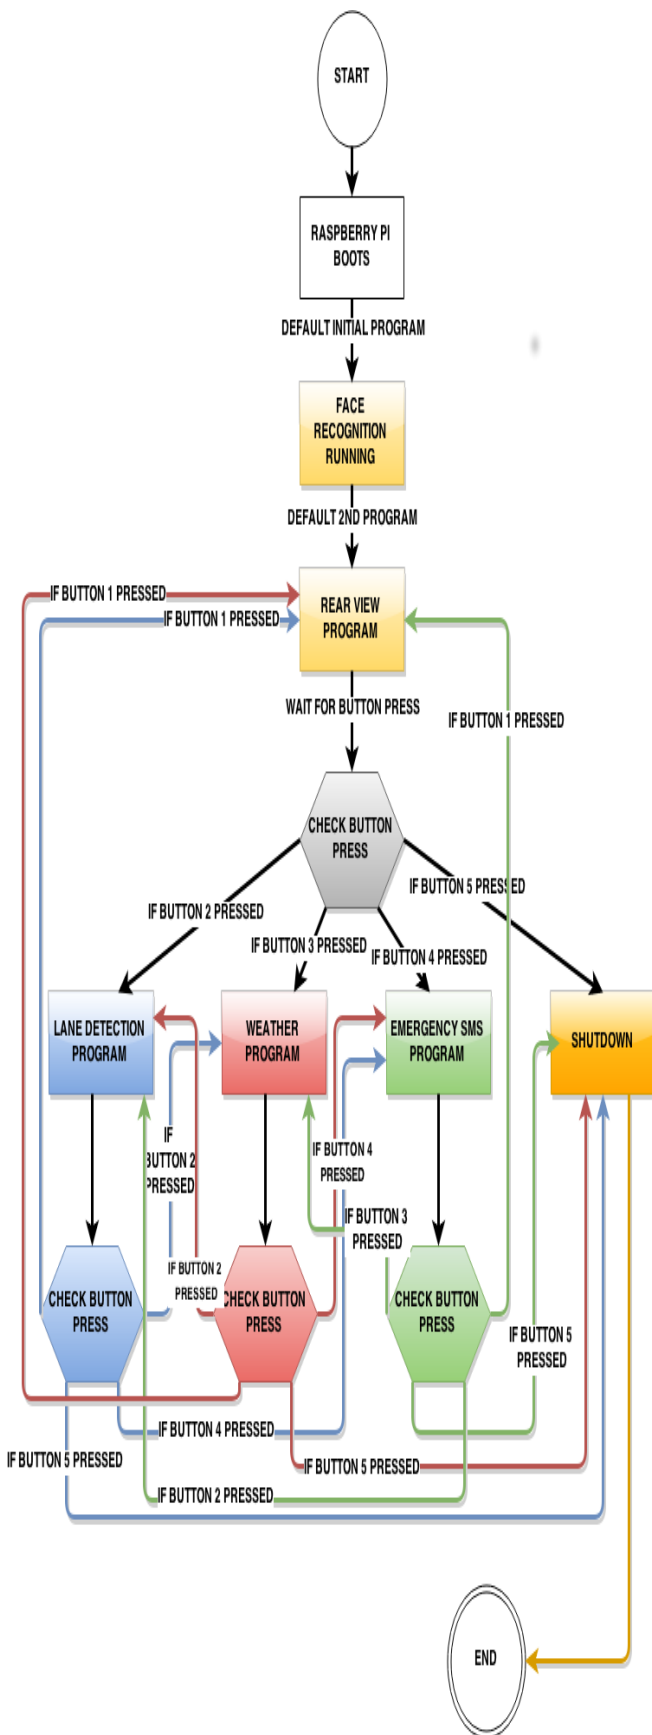 START
RASPBERRY PI
BOOTS
DEFAULT INITIAL PROGRAM
FACE
RECOGNITION
RUNNING
DEFAULT 2ND PROGRAM
IF BUTTON 1 PRESSED
REAR VIEW
PROGRAM
IF BUTTON 1 PRESSED
WAIT FOR BUTTON PRESS
IF BUTTON 1 PRESSED
CHECK BUTTON
PRESS
IF BUTTON 5 PRESSED
IF BUTTON 2 PRESSED
IF BUTTON 3 PRESSED
IF BUTTON 4 PRESSED
LANE DETECTION
PROGRAM
WEATHER
PROGRAM
EMERGENCY SMS
PROGRAM
SHUTDOWN
IF
BUTTON 2
PRESSED
IF BUTTON 4
PRESSED
IF BUTTON 3
PRESSED
IF BUTTON 2
PRESSED
CHECK BUTTON
PRESS
CHECK BUTTON
PRESS
CHECK BUTTON
PRESS
IF BUTTON 5
PRESSED
IF BUTTON 4 PRESSED
IF BUTTON 5 PRESSED
IF BUTTON 5 PRESSED
IF BUTTON 2 PRESSED
END